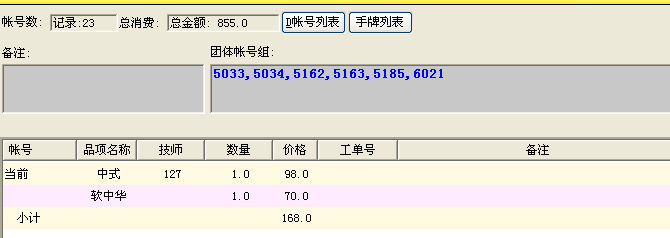 帐号数: 记录:23 总消费: 总金额: 855.0 D帐号列表 手牌列表
备注: 团体帐号组:
5033,5034,5162,5163,5185,6021
帐号 品项名称 技师 数量 价格 工单号 备注
当前 中式 127 1.0 98.0
软中华 1.0 70.0
小计 168.0